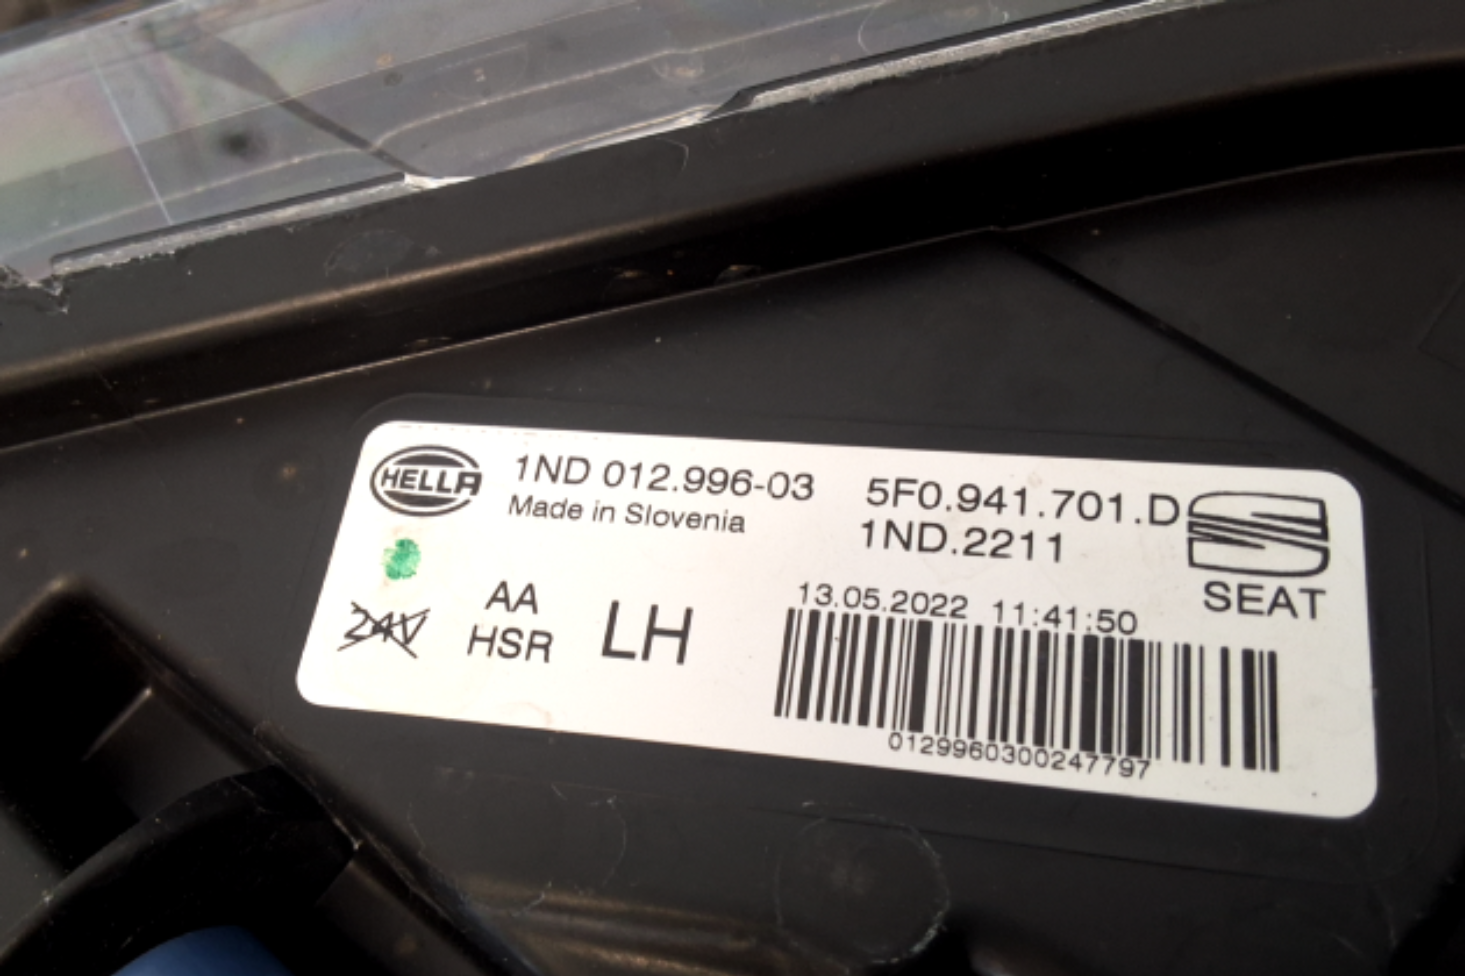 HELLA
1ND 012.996-03
Made in Slovenia
5F0.941.701.D
1ND.2211
SEAT
24V
AA
HSR
LH
13.05.2022 11:41:50
0129960300247797